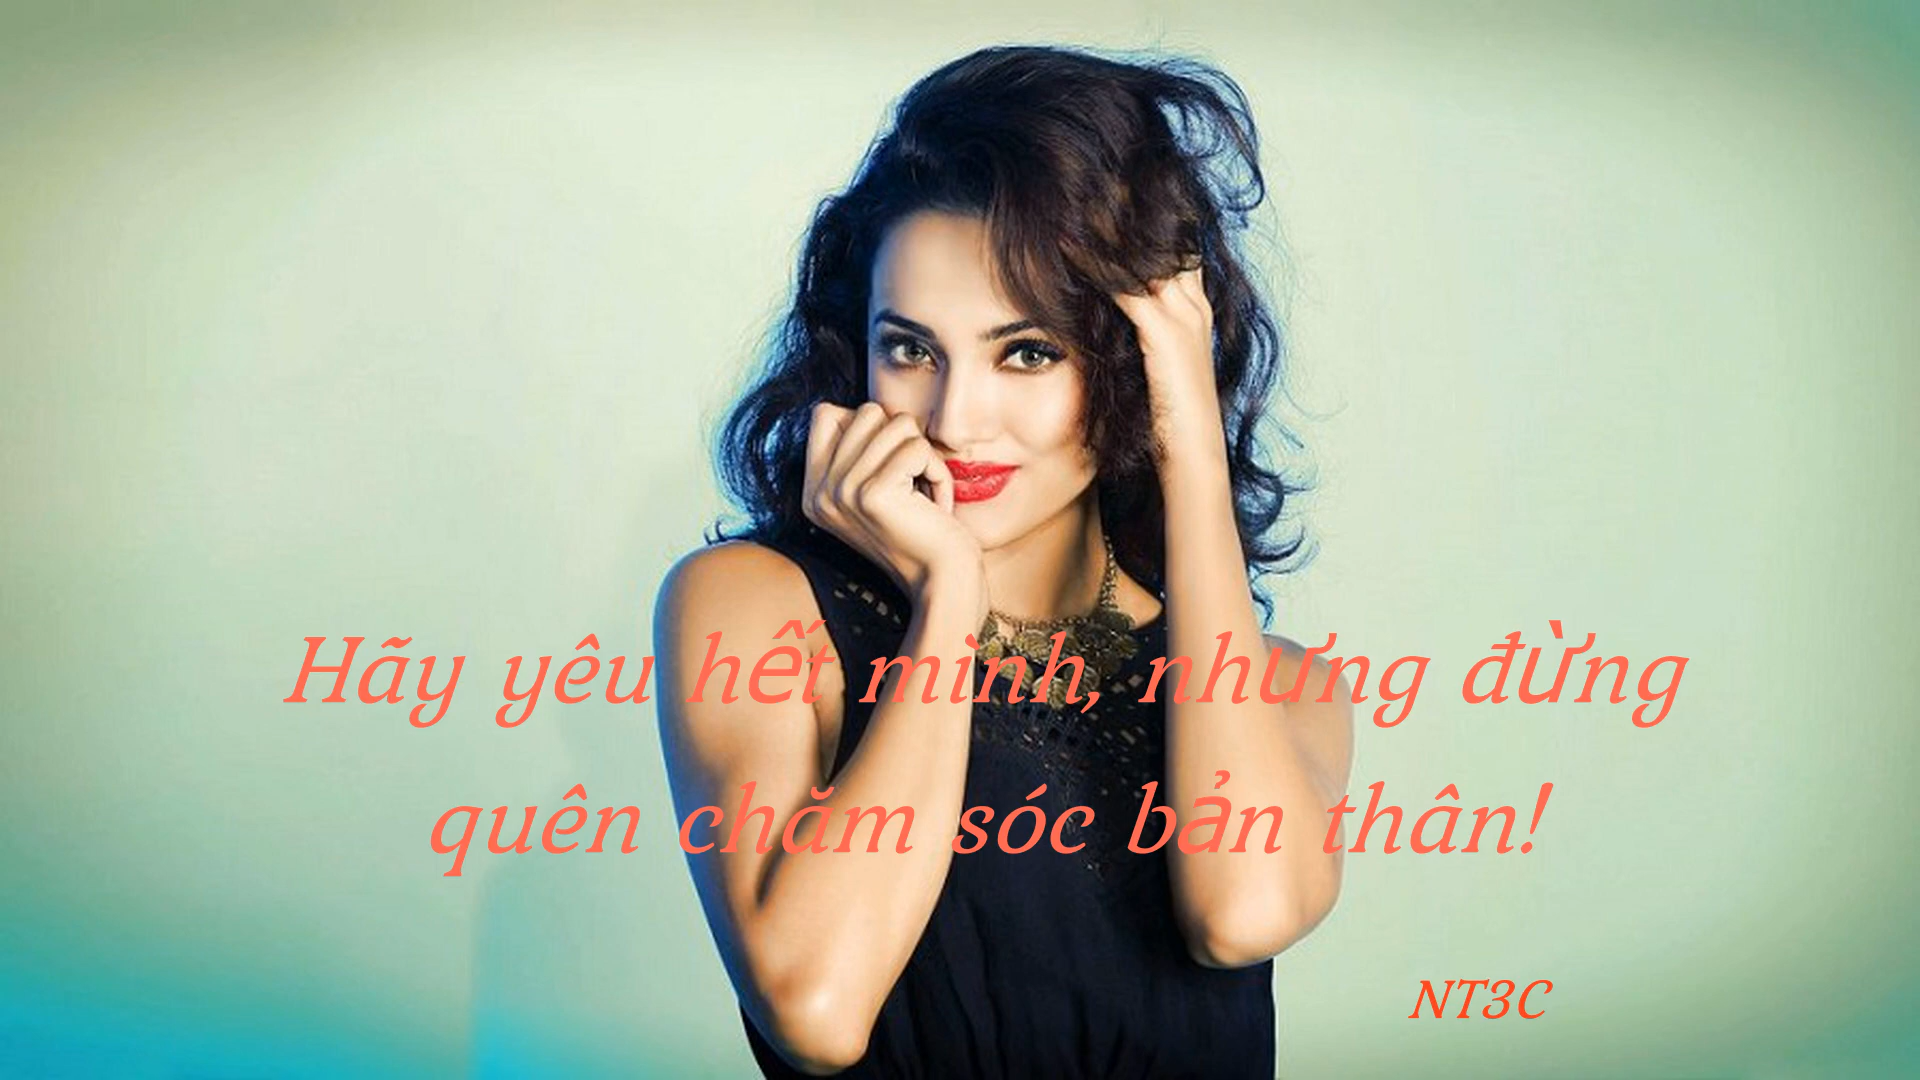 Hãy yêu hết mình, nhưng đừng
quên chăm sóc bản thân!
NT3C